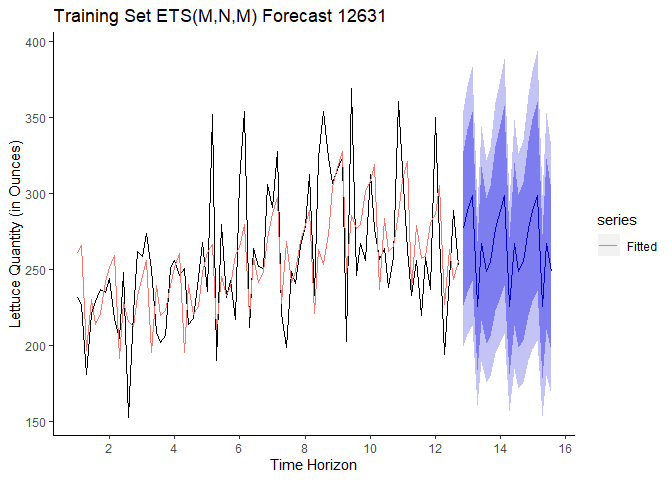 Training Set ETS(M,N,M) Forecast 12631
400
350
300
250
200
150
Lettuce Quantity (in Ounces)
2 4 6 8 10 12 14 16
Time Horizon
series
Fitted